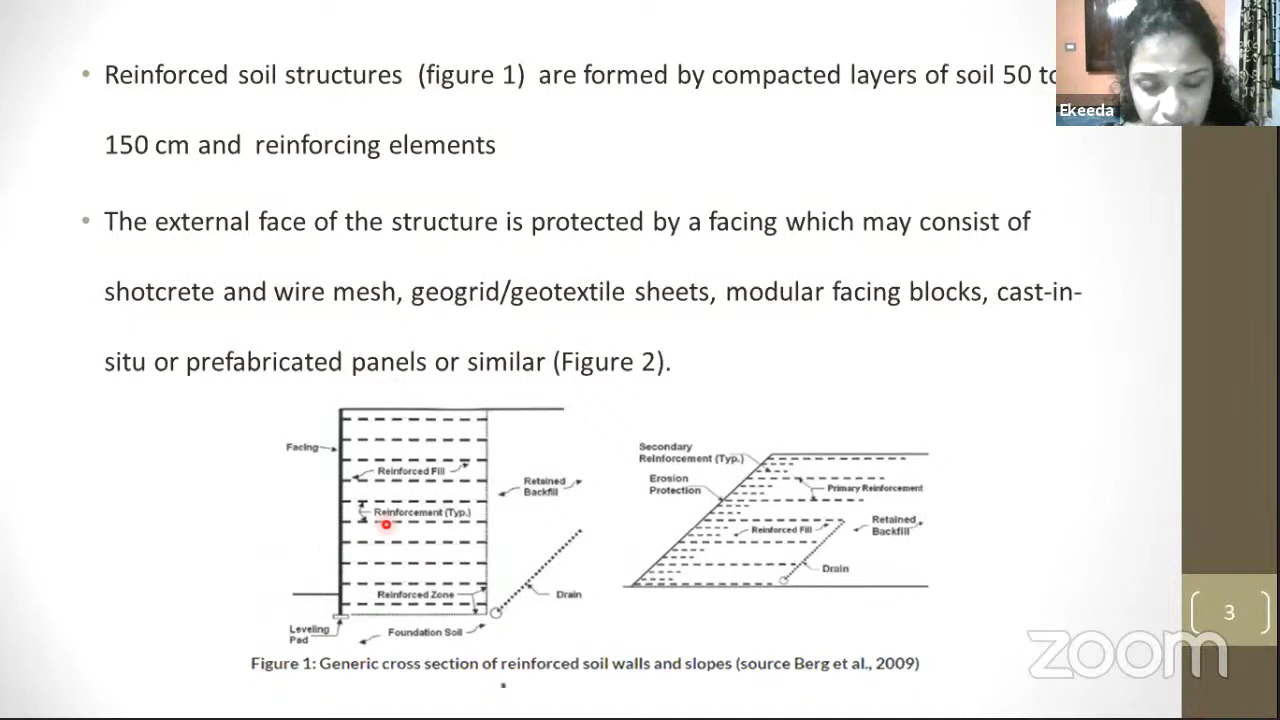 • Reinforced soil structures (figure 1) are formed by compacted layers of soil 50 to
150 cm and reinforcing elements
• The external face of the structure is protected by a facing which may consist of
shotcrete and wire mesh, geogrid/geotextile sheets, modular facing blocks, cast-in-
situ or prefabricated panels or similar (Figure 2).
Ekeeda
Facing
Reinforced Fill
Retained
Backfill
Reinforcement (Typ.)
Reinforced Zone
Drain
Leveling
Pad
Foundation Soil
Secondary
Reinforcement (Typ.)
Erosion
Protection
Primary Reinforcement
Reinforced Fill
Retained
Backfill
Drain
Figure 1: Generic cross section of reinforced soil walls and slopes (source Berg et al., 2009)
3
zoom